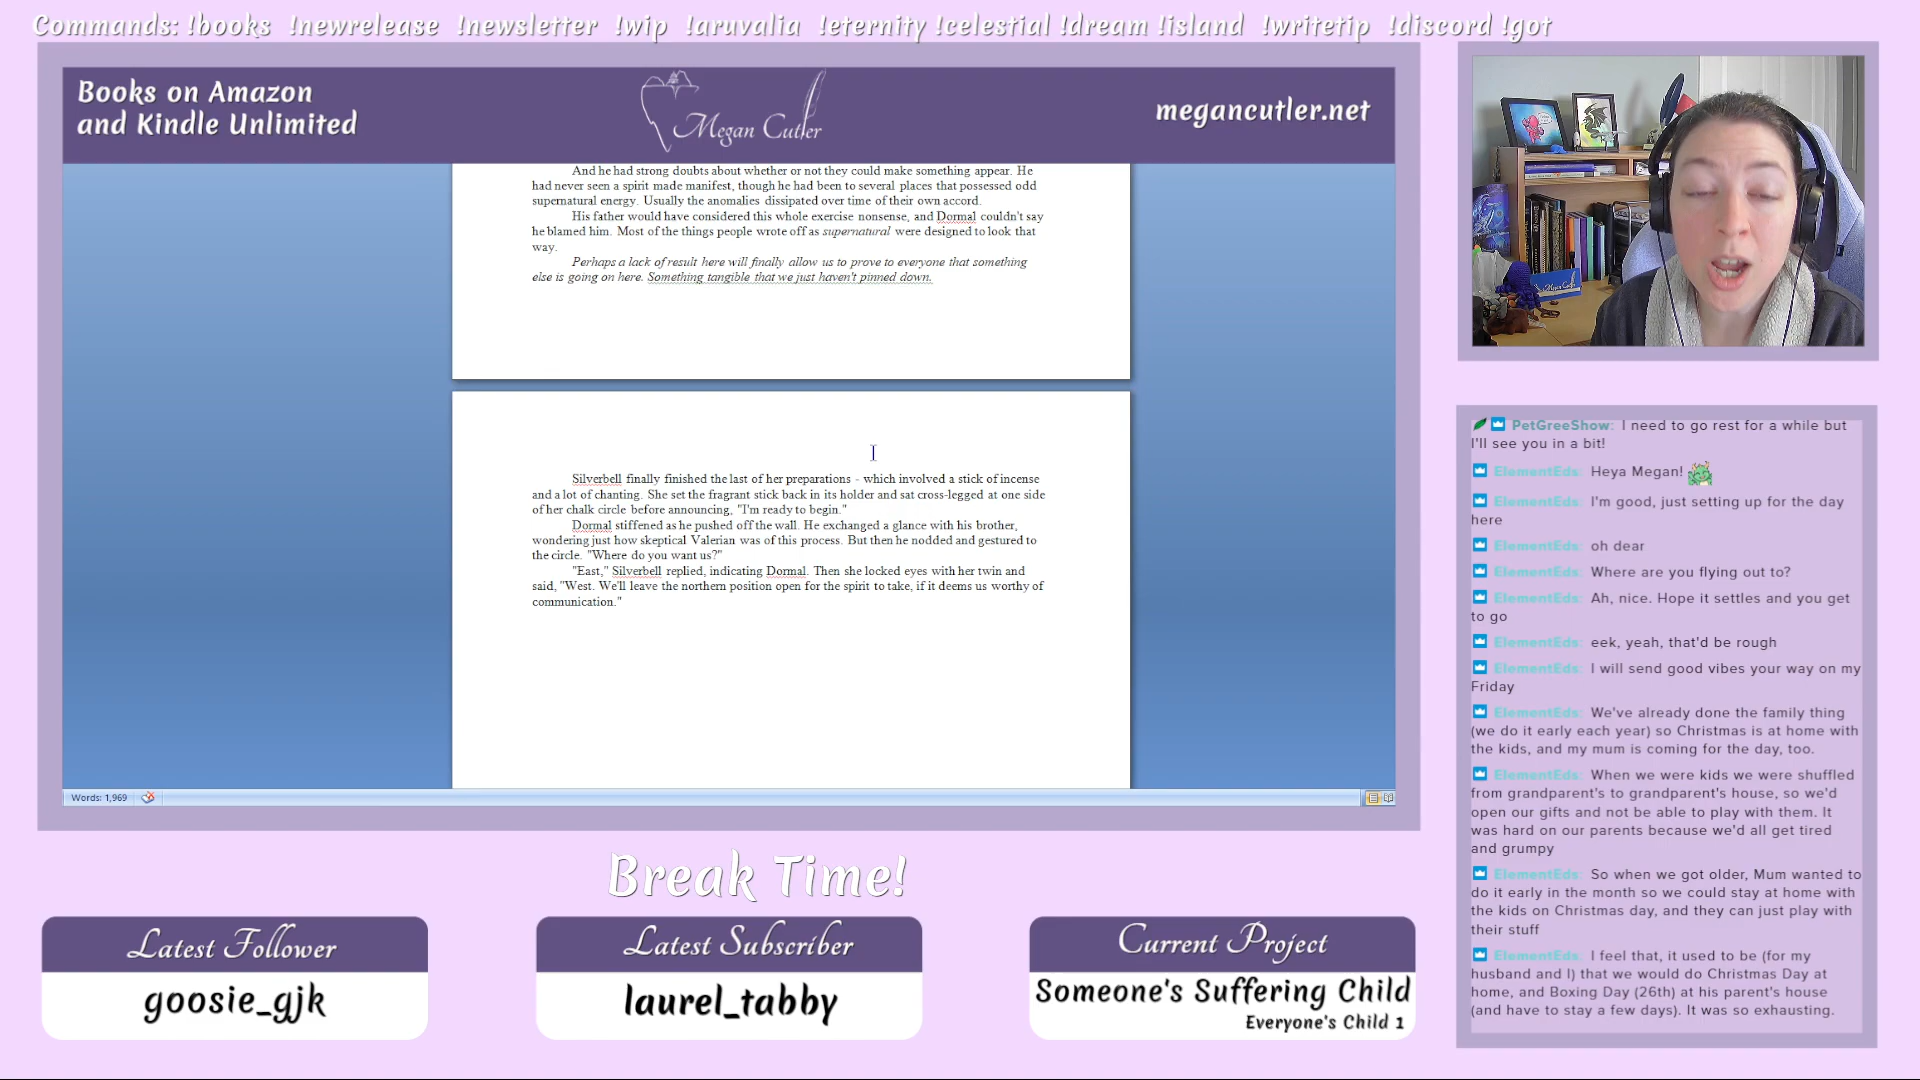 Commands: !books !newrelease !newsletter !wip !aruvalia !eternity !celestial !dream !island !writetip !discord !got
Books on Amazon
and Kindle Unlimited
Megan Cutler
megancutler.net
And he had strong doubts about whether or not they could make something appear. He
had never seen a spirit made manifest, though he had been to several places that possessed odd
supernatural energy. Usually the anomalies dissipated over time of their own accord.
His father would have considered this whole exercise nonsense, and Dormal couldn't say
he blamed him. Most of the things people wrote off as supernatural were designed to look that
way.
Perhaps a lack of result here will finally allow us to prove to everyone that something
else is going on here. Something tangible that we just haven't pinned down.
Silverbell finally finished the last of her preparations - which involved a stick of incense
and a lot of chanting. She set the fragrant stick back in its holder and sat cross-legged at one side
of her chalk circle before announcing, "I'm ready to begin."
Dormal stiffened as he pushed off the wall. He exchanged a glance with his brother,
wondering just how skeptical Valerian was of this process. But then he nodded and gestured to
the circle. "Where do you want us?"
"East," Silverbell replied, indicating Dormal. Then she locked eyes with her twin and
said, "West. We'll leave the northern position open for the spirit to take, if it deems us worthy of
communication."
Words: 1,969
Break Time!
Latest Follower
goosie_gjk
Latest Subscriber
laurel_tabby
Current Project
Someone's Suffering Child
Everyone's Child 1
Megan Cutler
PetGreeShow: I need to go rest for a while but
I'll see you in a bit!
ElementEds: Heya Megan!
ElementEds: I'm good, just setting up for the day
here
ElementEds: oh dear
ElementEds: Where are you flying out to?
ElementEds: Ah, nice. Hope it settles and you get
to go
ElementEds: eek, yeah, that'd be rough
ElementEds: I will send good vibes your way on my
Friday
ElementEds: We've already done the family thing
(we do it early each year) so Christmas is at home with
the kids, and my mum is coming for the day, too.
ElementEds: When we were kids we were shuffled
from grandparent's to grandparent's house, so we'd
open our gifts and not be able to play with them. It
was hard on our parents because we'd all get tired
and grumpy
ElementEds: So when we got older, Mum wanted to
do it early in the month so we could stay at home with
the kids on Christmas day, and they can just play with
their stuff
ElementEds: I feel that, it used to be (for my
husband and I) that we would do Christmas Day at
home, and Boxing Day (26th) at his parent's house
(and have to stay a few days). It was so exhausting.